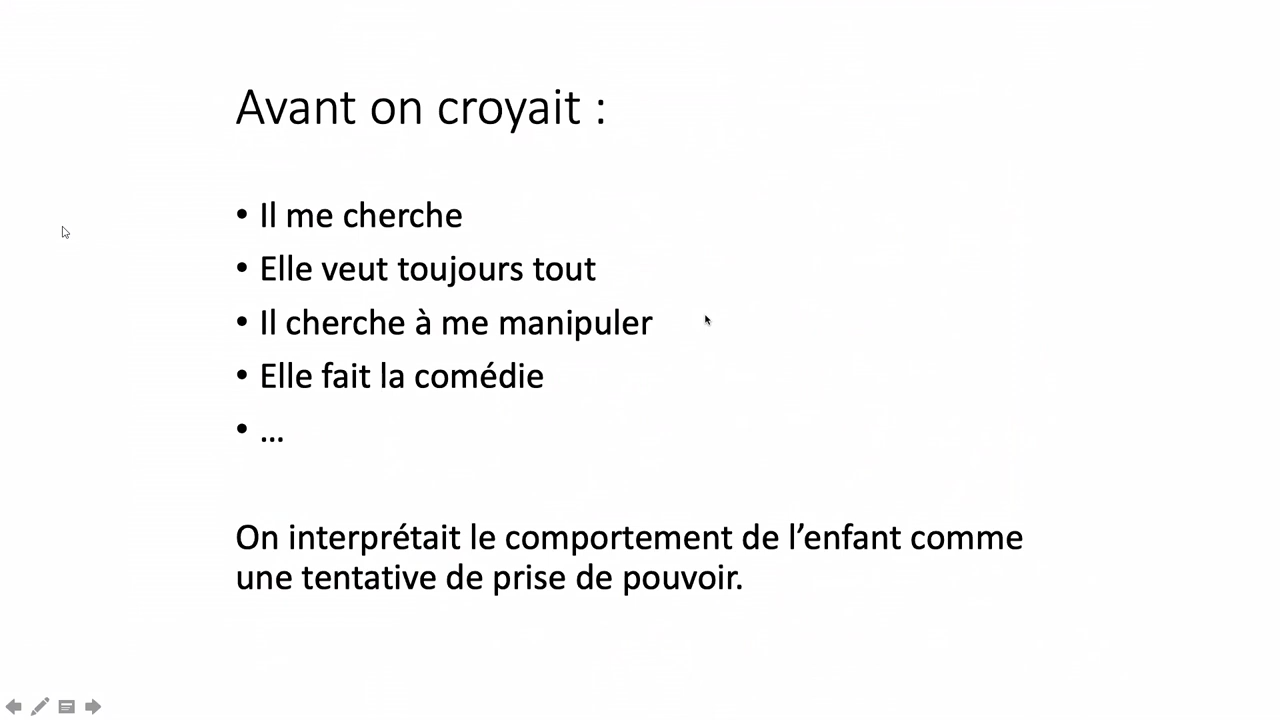 Avant on croyait :
• Il me cherche
• Elle veut toujours tout
• Il cherche à me manipuler
• Elle fait la comédie
• ...
On interprétait le comportement de l’enfant comme
une tentative de prise de pouvoir.